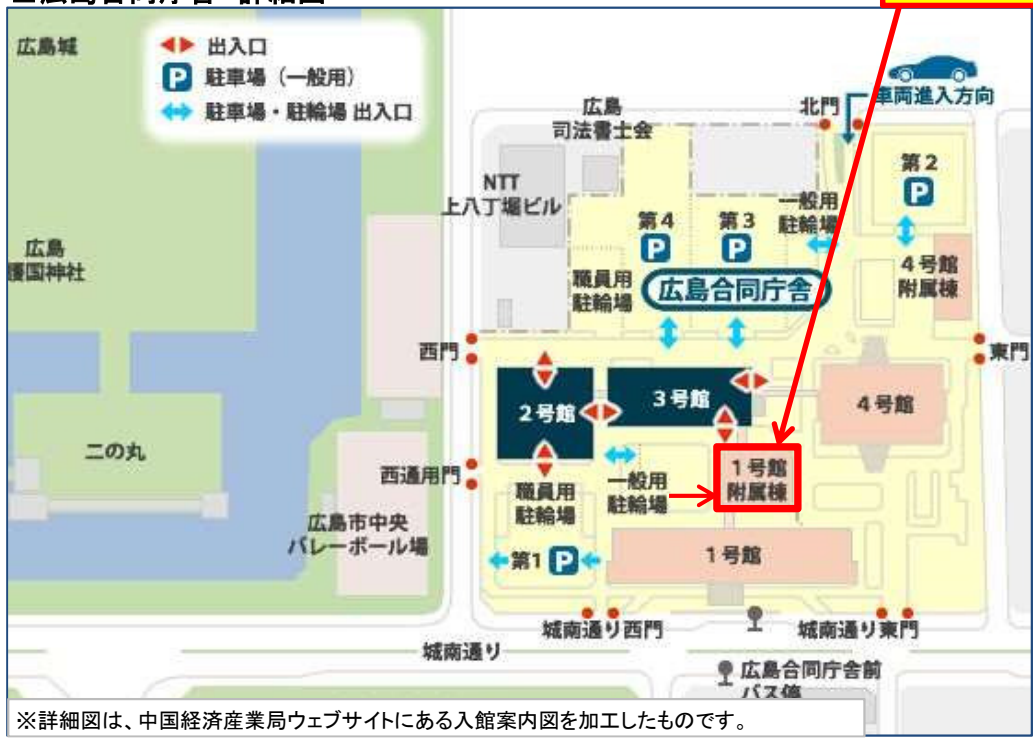 広島城
出入口
駐車場（一般用）
駐車場・駐輪場 出入口
車両進入方向
北門
広島
司法書士会
第２
P
NTT
上八丁堀ビル
一般用
駐輪場
第４
P
第３
P
広島
護国神社
４号館
附属棟
職員用
駐輪場
広島合同庁舎
西門
東門
２号館
３号館
４号館
二の丸
西通用門
職員用
駐輪場
一般用
駐輪場
１号館
附属棟
広島市中央
バレーボール場
第1 P
１号館
城南通り西門
城南通り東門
城南通り
広島合同庁舎前
バス停
※詳細図は、中国経済産業局ウェブサイトにある入館案内図を加工したものです。